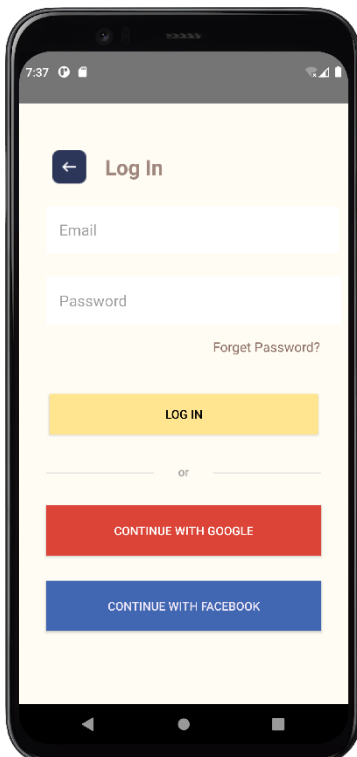 7:37
Log In
Email
Password
Forget Password?
LOG IN
or
CONTINUE WITH GOOGLE
CONTINUE WITH FACEBOOK